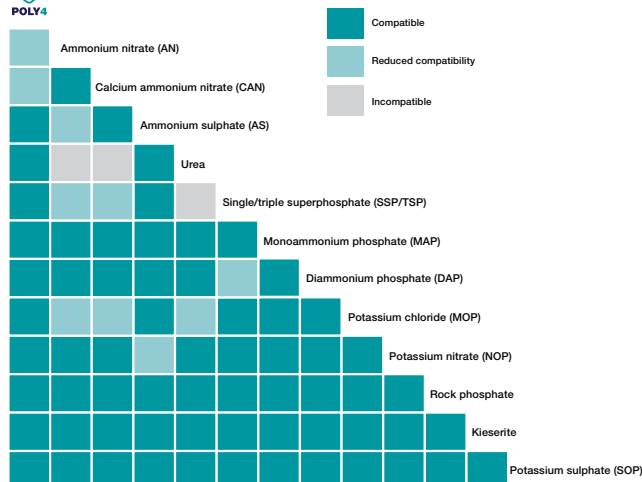 POLY4
Compatible
Reduced compatibility
Incompatible
Ammonium nitrate (AN)
Calcium ammonium nitrate (CAN)
Ammonium sulphate (AS)
Urea
Single/triple superphosphate (SSP/TSP)
Monoammonium phosphate (MAP)
Diammonium phosphate (DAP)
Potassium chloride (MOP)
Potassium nitrate (NOP)
Rock phosphate
Kieserite
Potassium sulphate (SOP)